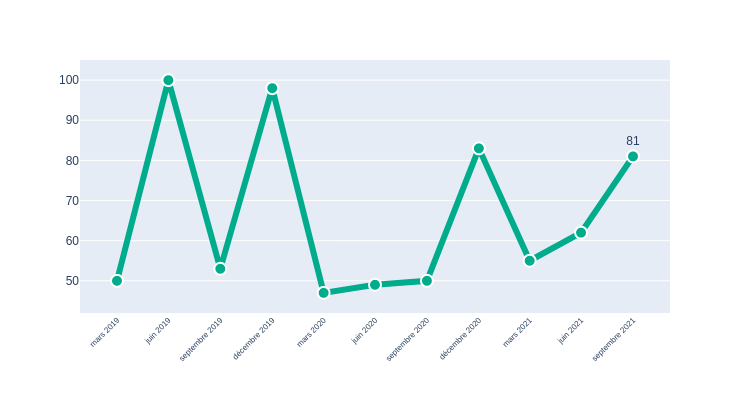 100
90
80
70
60
50
81
mars 2019
juin 2019
septembre 2019
décembre 2019
mars 2020
juin 2020
septembre 2020
décembre 2020
mars 2021
juin 2021
septembre 2021